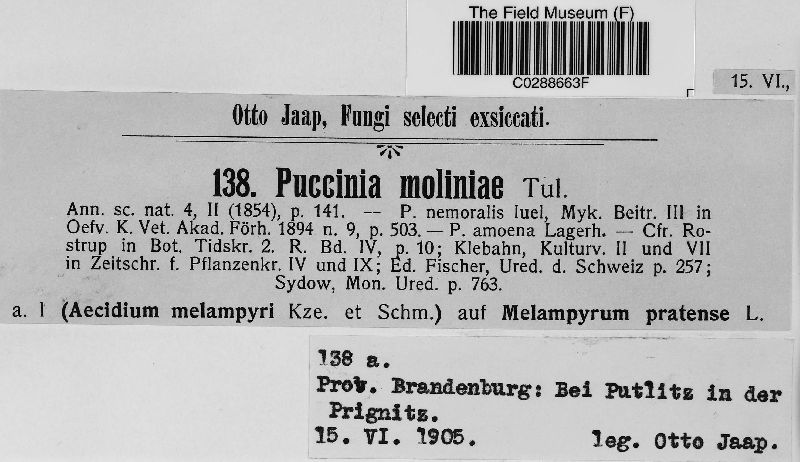 The Field Museum (F)
C0288663F
15. VI.,
Otto Jaap, Fungi selecti exsiccati.
138. Puccinia moliniae Tul.
Ann. sc. nat. 4, II (1854), p. 141. — P. nemoralis Iuel, Myk. Beitr. III in
Oefv. K. Vet. Akad. Förh. 1894 n. 9, p. 503. — P. amoena Lagerh. — Cfr. Ro-
strup in Bot. Tidskr. 2. R. Bd. IV, p. 10; Klebahn, Kulturv. II und VII
in Zeitschr. f. Pflanzenkr. IV und IX; Ed. Fischer, Ured. d. Schweiz p. 257;
Sydow, Mon. Ured. p. 763.
a. I (Aecidium melampyri Kze. et Schm.) auf Melampyrum pratense L.
138 a.
Prov. Brandenburg: Bei Putlitz in der
Prignitz.
15. VI. 1905. leg. Otto Jaap.